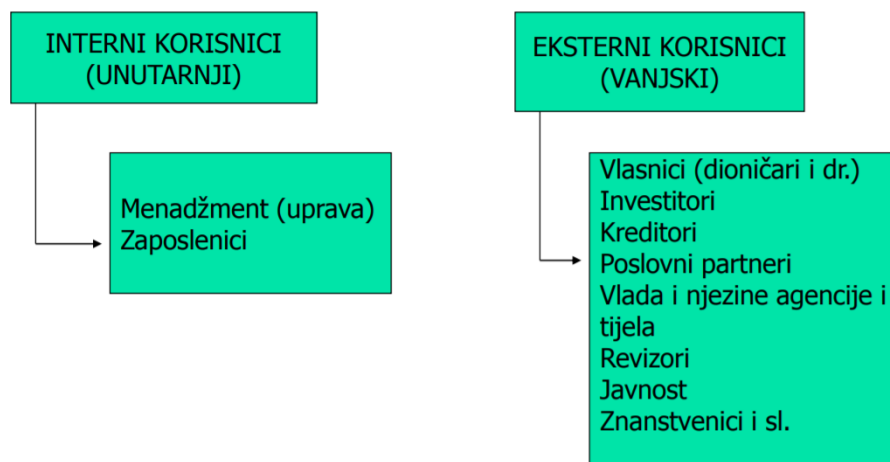 INTERNI KORISNICI
(UNUTARNJI)
Menadžment (uprava)
Zaposlenici
EKSTERNI KORISNICI
(VANJSKI)
Vlasnici (dioničari i dr.)
Investitori
Kreditori
Poslovni partneri
Vlada i njezine agencije i
tijela
Revizori
Javnost
Znanstvenici i sl.